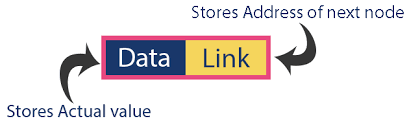 Stores Address of next node
Data Link
Stores Actual value